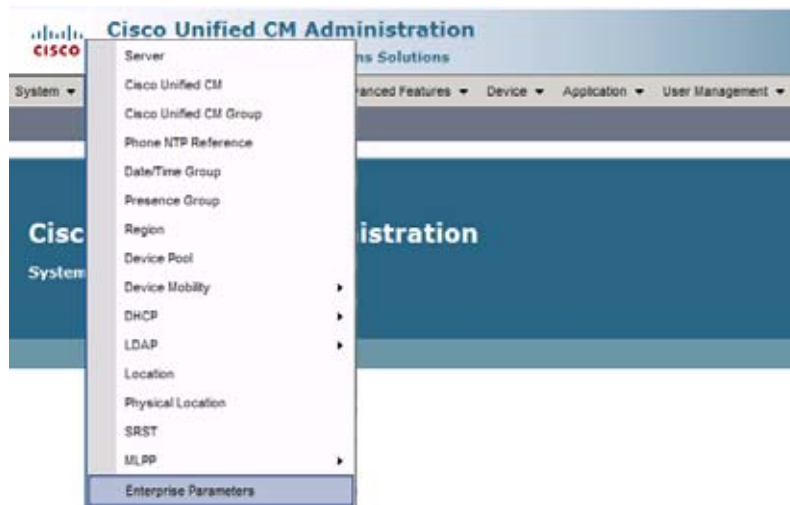 Cisco Unified CM Administration
CISCO
ns Solutions
System
anced Features
Device
Application
User Management
Server
Cisco Unified CM
Cisco Unified CM Group
Phone NTP Reference
Date/Time Group
Presence Group
Region
Device Pool
Device Mobility
DHCP
LDAP
Location
Physical Location
SRST
MLPP
Enterprise Parameters
Cisc
istration
System